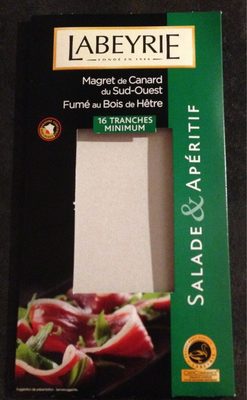 LABEYRIE
FONDÉ EN 1946
Magret de Canard
du Sud-Ouest
Fumé au Bois de Hêtre
16 TRANCHES
MINIMUM
SALADE & APÉRITIF